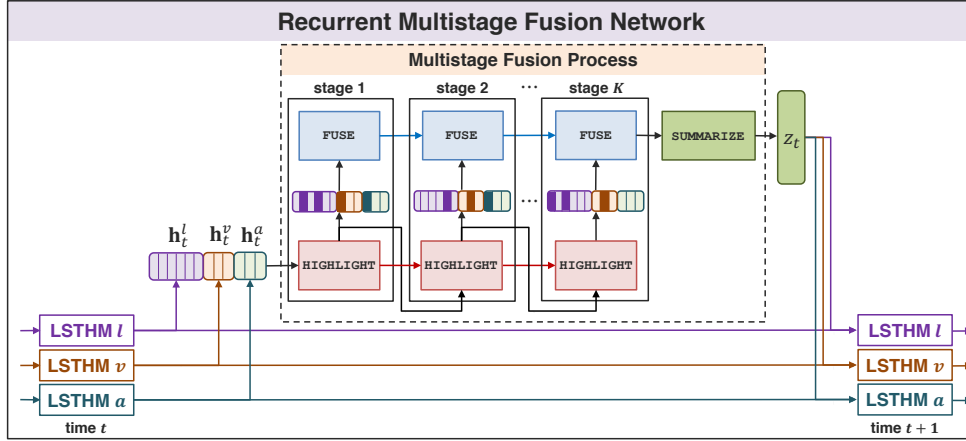 Recurrent Multistage Fusion Network
Multistage Fusion Process
stage 1 stage 2 ... stage K
FUSE FUSE FUSE SUMMARIZE z_t
...
h_t^l h_t^v h_t^a
HIGHLIGHT HIGHLIGHT HIGHLIGHT
LSTHM l LSTHM l
LSTHM v LSTHM v
LSTHM a LSTHM a
time t time t + 1